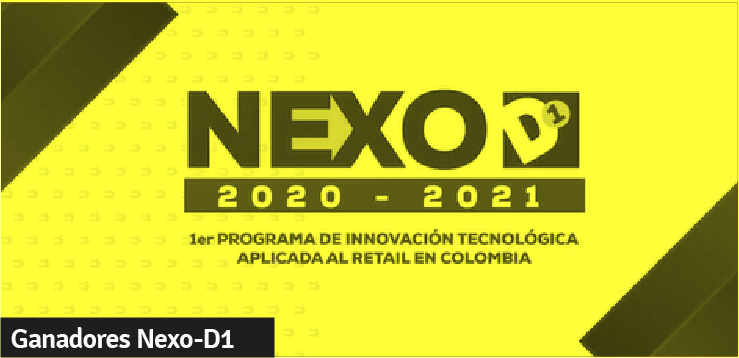 NEXO D1
2020 - 2021
1er PROGRAMA DE INNOVACIÓN TECNOLÓGICA
APLICADA AL RETAIL EN COLOMBIA
Ganadores Nexo-D1